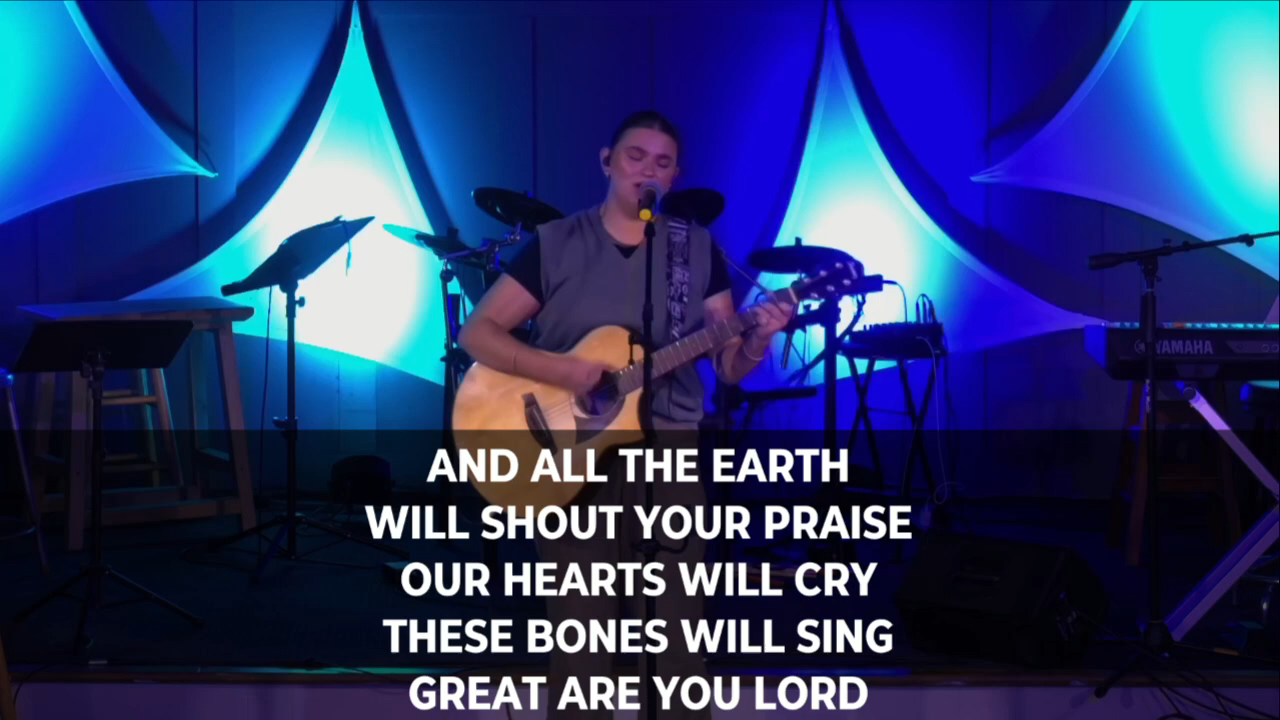 YAMAHA
AND ALL THE EARTH
WILL SHOUT YOUR PRAISE
OUR HEARTS WILL CRY
THESE BONES WILL SING
GREAT ARE YOU LORD